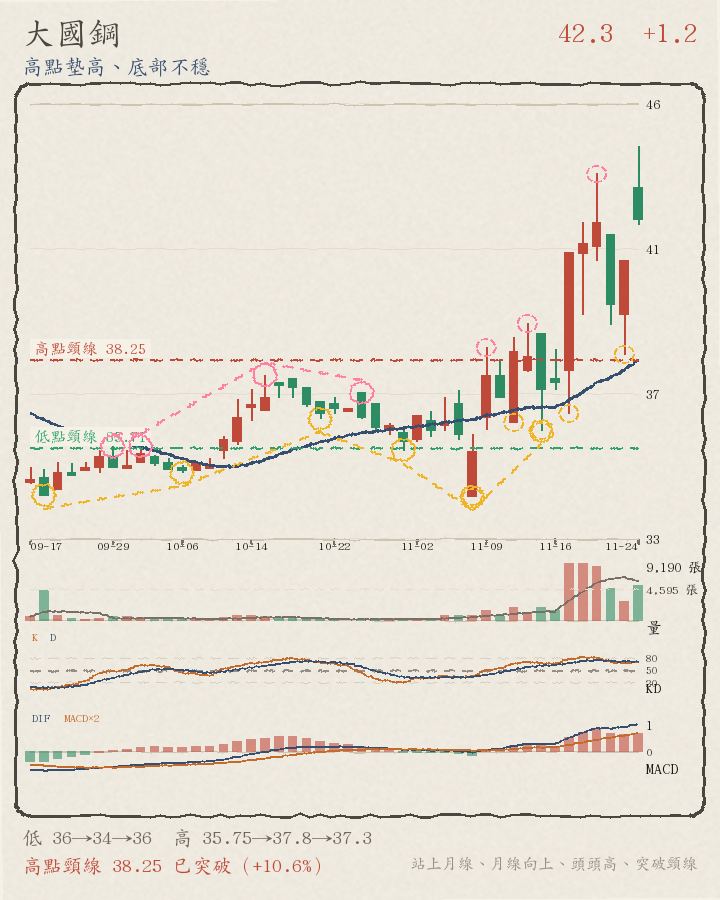 大國鋼
42.3 +1.2
高點墊高、底部不穩
46
41
高點頸線 38.25
37
低點頸線
33
09-17 09-29 10-06 10-14 10-22 11-02 11-09 11-16 11-24
9,190 張
4,595 張
量
K D
80
50
20
KD
DIF MACD×2
1
0
MACD
低 36→34→36 高 35.75→37.8→37.3
高點頸線 38.25 已突破 (+10.6%)
站上月線、月線向上、頭頭高、突破頸線